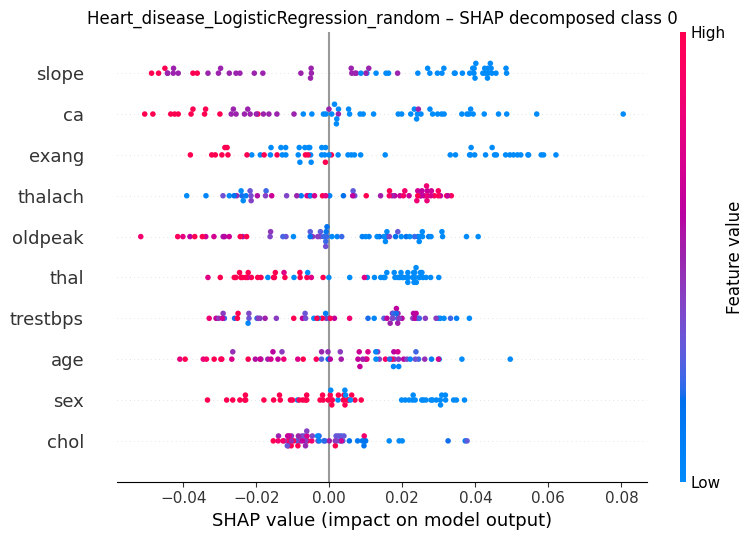 Heart_disease_LogisticRegression_random – SHAP decomposed class 0
High
slope
ca
exang
thalach
oldpeak
thal
trestbps
age
sex
chol
Feature value
Low
−0.04 −0.02 0.00 0.02 0.04 0.06 0.08
SHAP value (impact on model output)